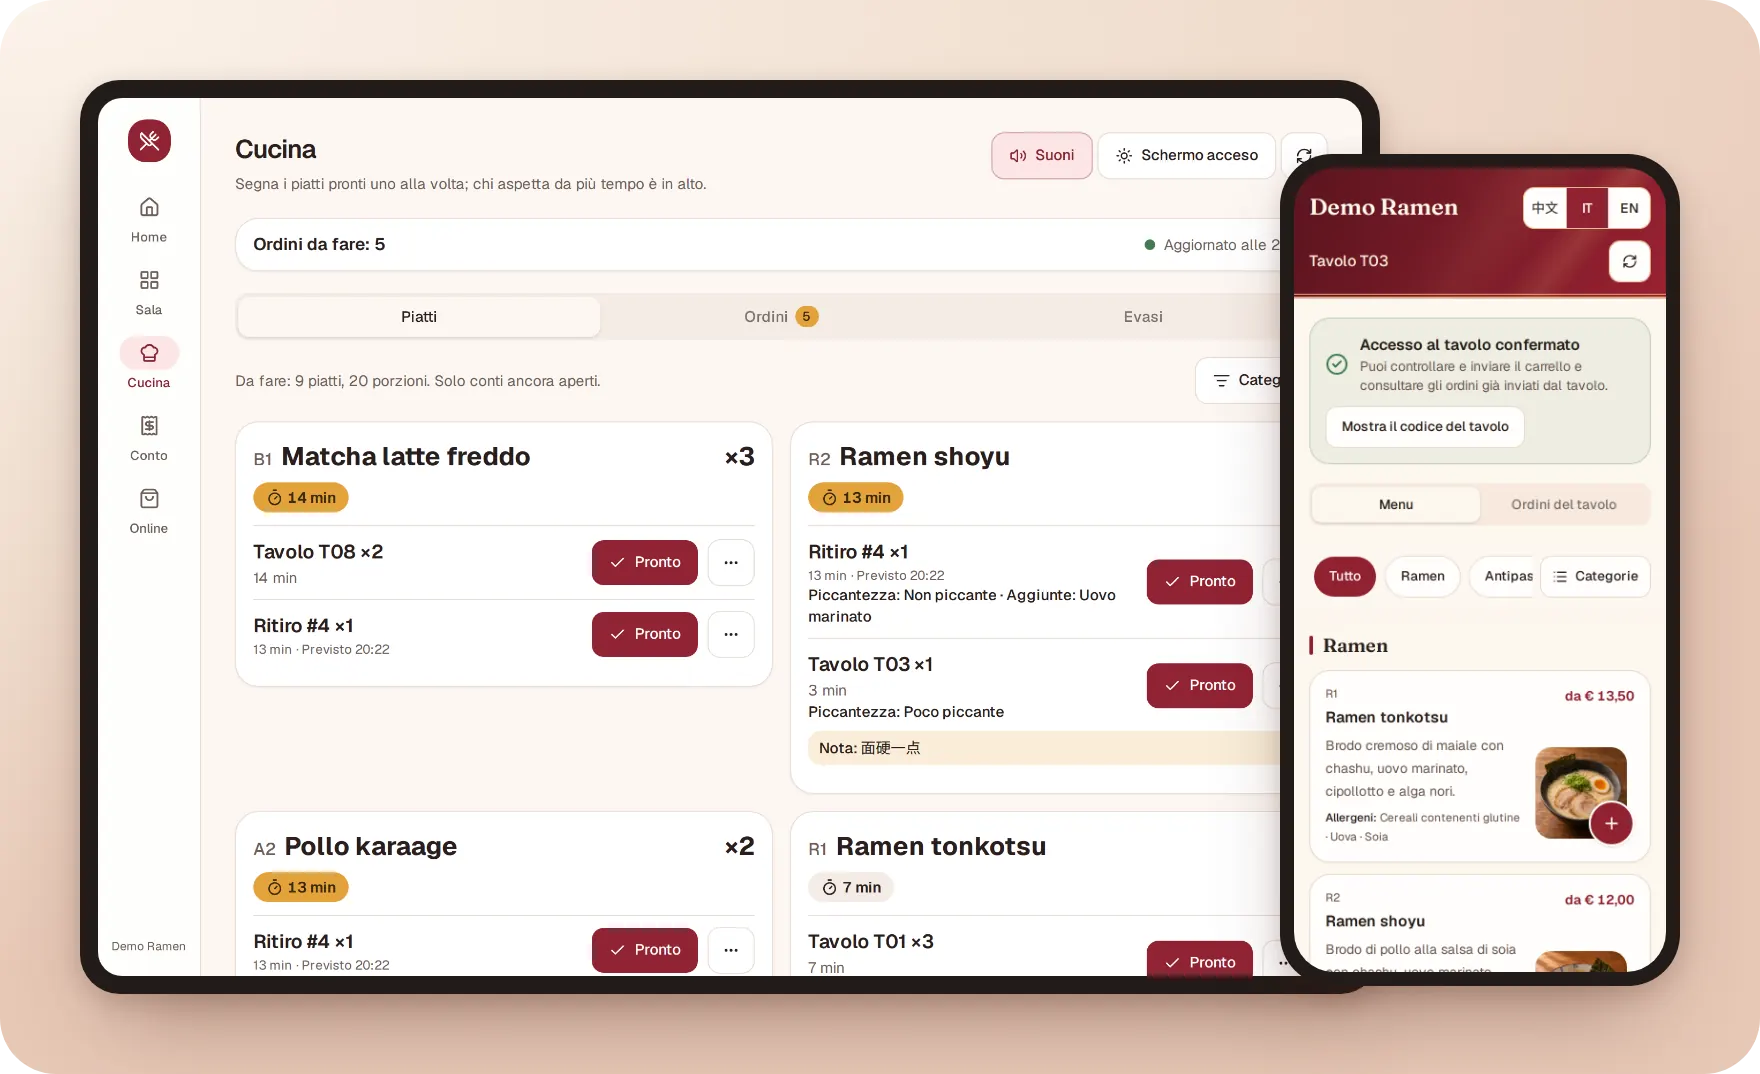 Cucina
Segna i piatti pronti uno alla volta; chi aspetta da più tempo è in alto.
Suoni
Schermo acceso
Home
Sala
Cucina
Conto
Online
Demo Ramen
Ordini da fare: 5
Aggiornato alle 2
Piatti
Ordini 5
Evasi
Da fare: 9 piatti, 20 porzioni. Solo conti ancora aperti.
Categ
B1 Matcha latte freddo ×3
14 min
Tavolo T08 ×2
14 min
Pronto
Ritiro #4 ×1
13 min · Previsto 20:22
Pronto
R2 Ramen shoyu
13 min
Ritiro #4 ×1
13 min · Previsto 20:22
Piccantezza: Non piccante · Aggiunte: Uovo
marinato
Pronto
Tavolo T03 ×1
3 min
Piccantezza: Poco piccante
Pronto
Nota: 面硬一点
A2 Pollo karaage ×2
13 min
Ritiro #4 ×1
13 min · Previsto 20:22
Pronto
R1 Ramen tonkotsu
7 min
Tavolo T01 ×3
7 min
Pronto
Demo Ramen
中文 IT EN
Tavolo T03
Accesso al tavolo confermato
Puoi controllare e inviare il carrello e
consultare gli ordini già inviati dal tavolo.
Mostra il codice del tavolo
Menu
Ordini del tavolo
Tutto
Ramen
Antipas
Categorie
Ramen
R1
da € 13,50
Ramen tonkotsu
Brodo cremoso di maiale con
chashu, uovo marinato,
cipollotto e alga nori.
Allergeni: Cereali contenenti glutine
· Uova · Soia
R2
da € 12,00
Ramen shoyu
Brodo di pollo alla salsa di soia
con chashu, uovo marinato